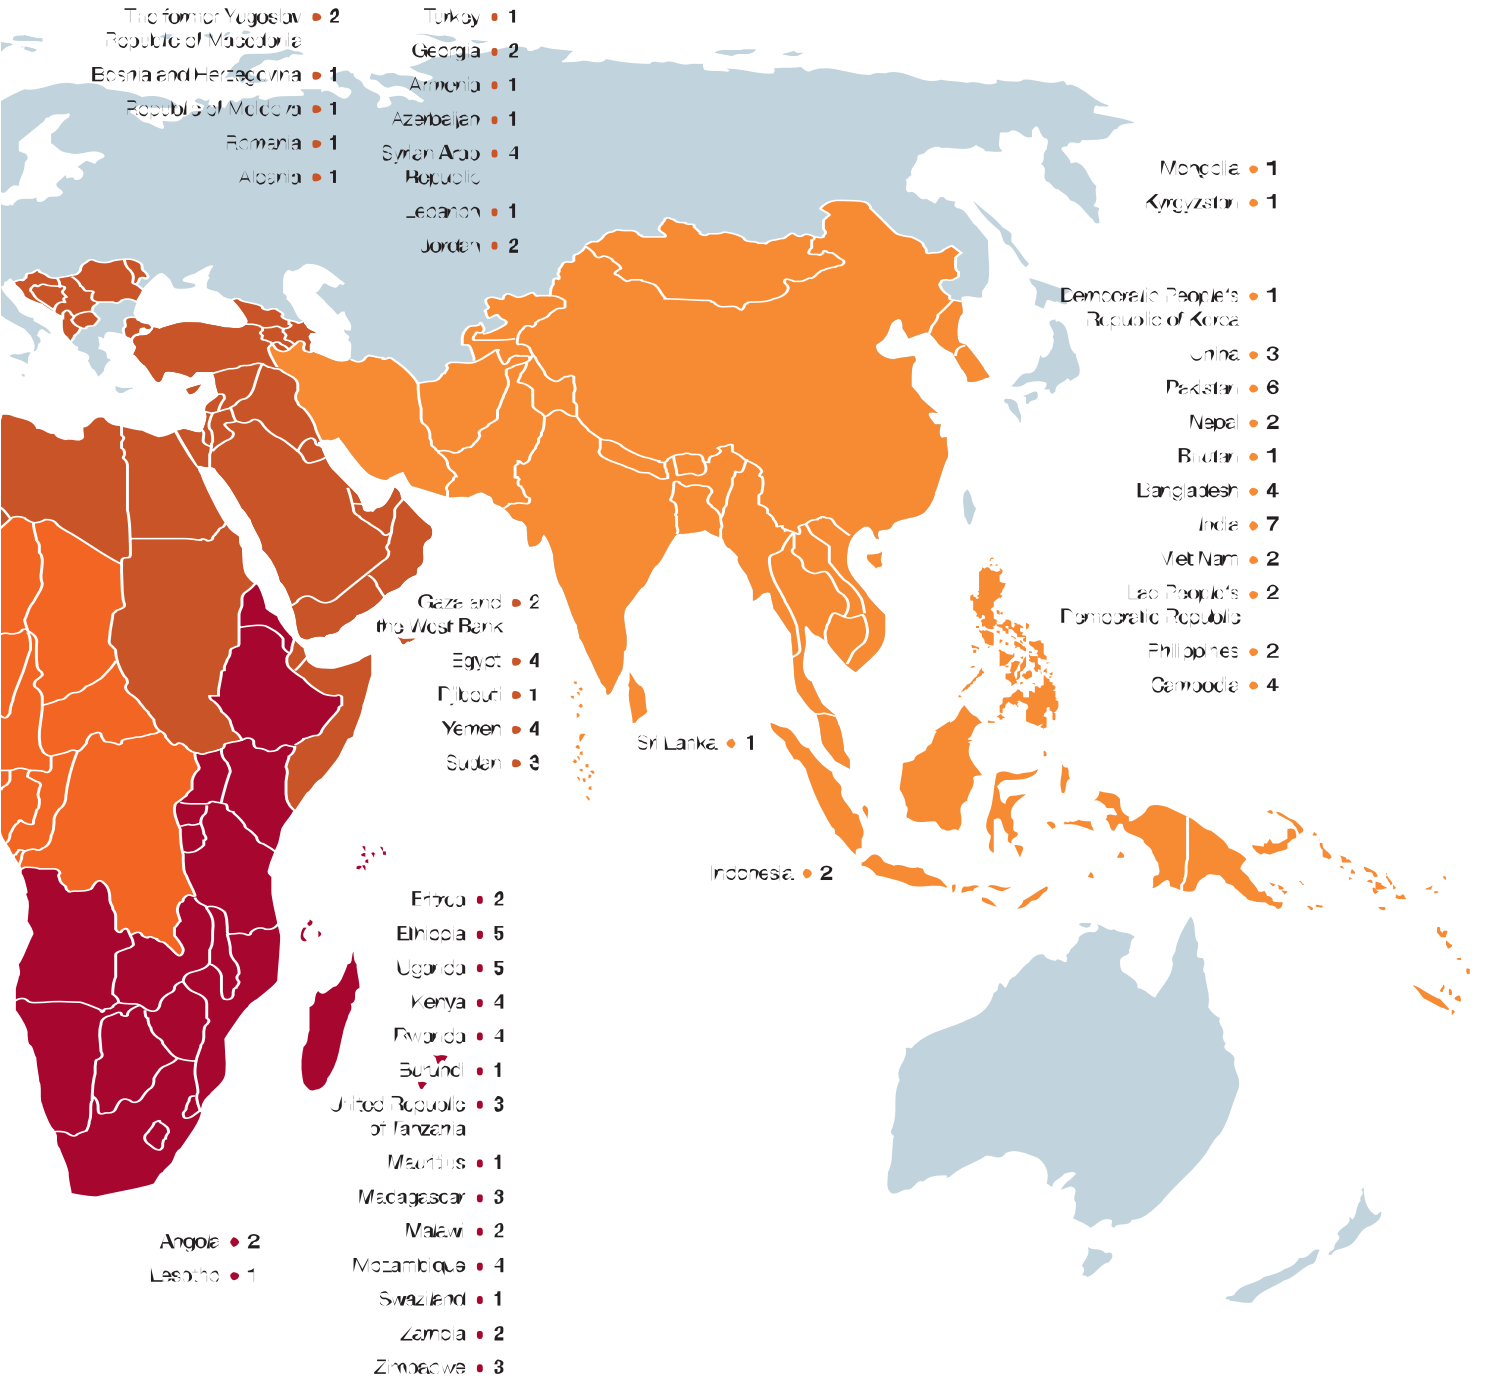 The former Yugoslav • 2
Republic of Macedonia
Bosnia and Herzegovina • 1
Republic of Moldova • 1
Romania • 1
Albania • 1
Turkey • 1
Georgia • 2
Armenia • 1
Azerbaijan • 1
Syrian Arab • 4
Republic
Lebanon • 1
Jordan • 2
Mongolia • 1
Kyrgyzstan • 1
Democratic People's • 1
Republic of Korea
China • 3
Pakistan • 6
Nepal • 2
Bhutan • 1
Bangladesh • 4
India • 7
Viet Nam • 2
Lao People's • 2
Democratic Republic
Philippines • 2
Cambodia • 4
Gaza and • 2
the West Bank
Egypt • 4
Djibouti • 1
Yemen • 4
Sudan • 3
Sri Lanka • 1
Indonesia • 2
Eritrea • 2
Ethiopia • 5
Uganda • 5
Kenya • 4
Rwanda • 4
Burundi • 1
United Republic • 3
of Tanzania
Mauritius • 1
Madagascar • 3
Malawi • 2
Mozambique • 4
Swaziland • 1
Zambia • 2
Zimbabwe • 3
Angola • 2
Lesotho • 1